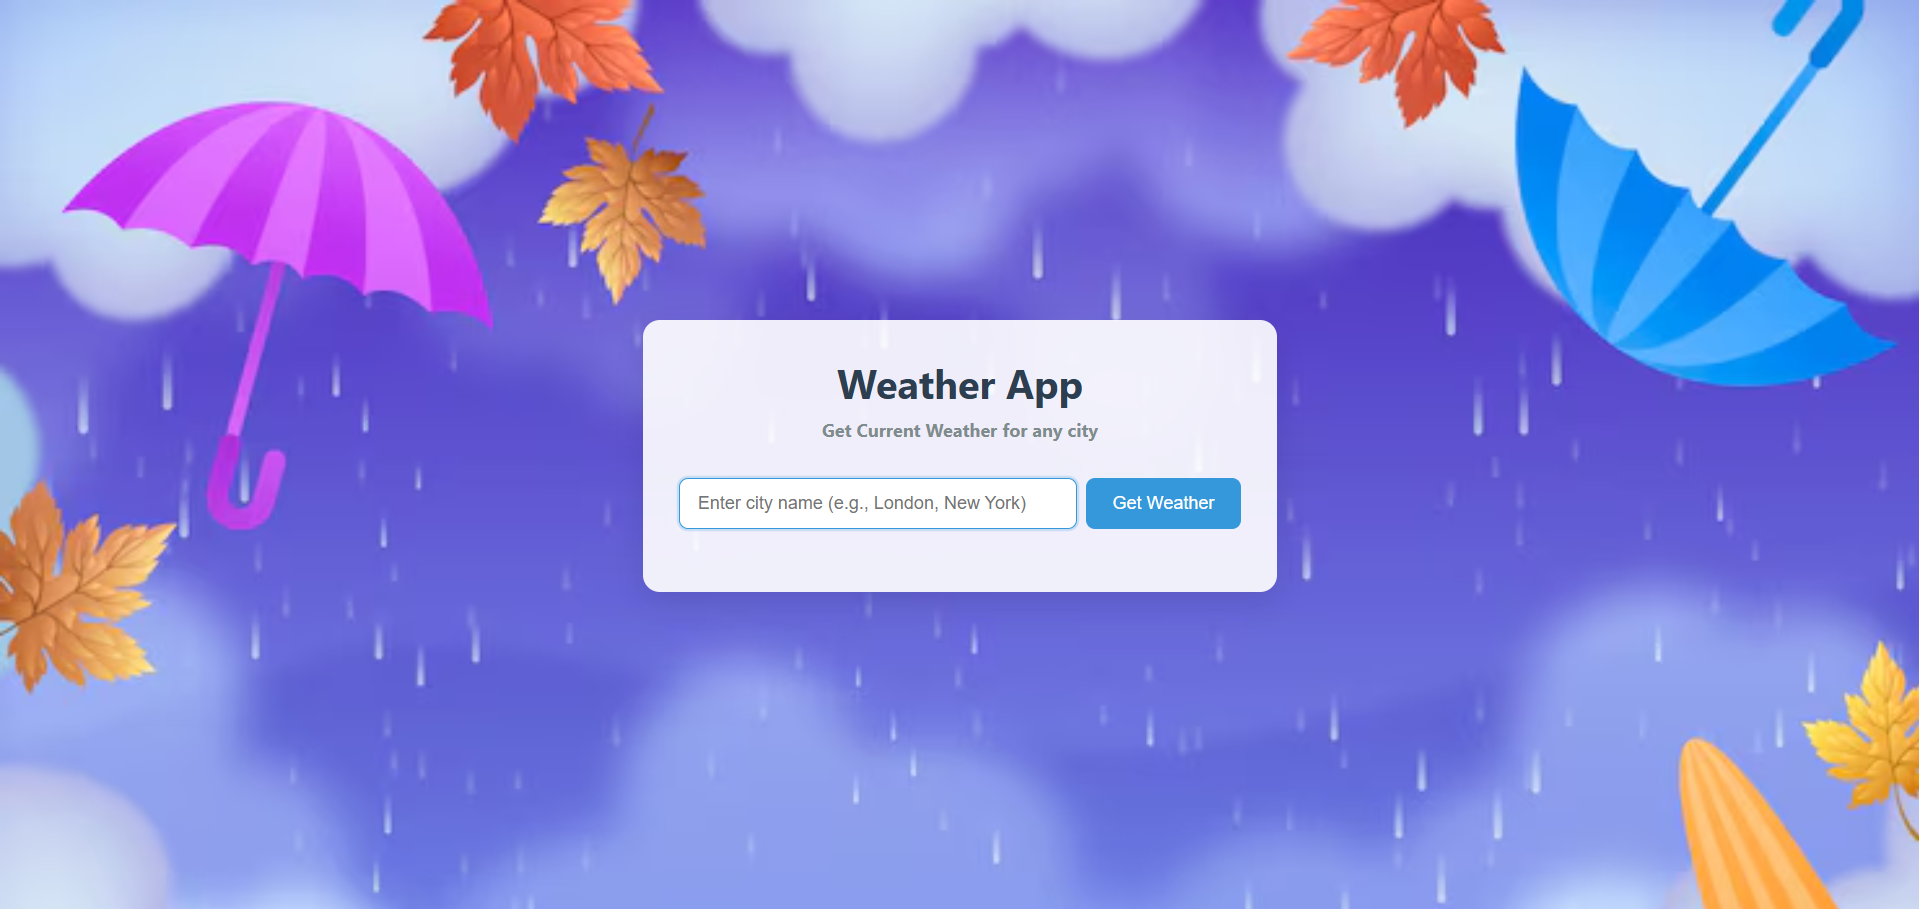 Weather App
Get Current Weather for any city
Enter city name (e.g., London, New York)
Get Weather